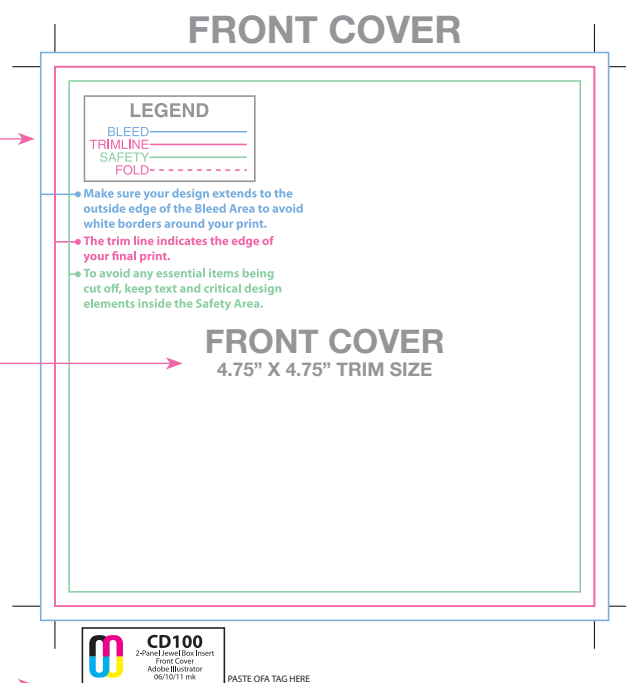 FRONT COVER
LEGEND
BLEED
TRIMLINE
SAFETY
FOLD
Make sure your design extends to the
outside edge of the Bleed Area to avoid
white borders around your print.
The trim line indicates the edge of
your final print.
To avoid any essential items being
cut off, keep text and critical design
elements inside the Safety Area.
FRONT COVER
4.75” X 4.75” TRIM SIZE
CD100
2-Panel Jewel Box Insert
Front Cover
Adobe Illustrator
06/10/11 mk
PASTE OFA TAG HERE